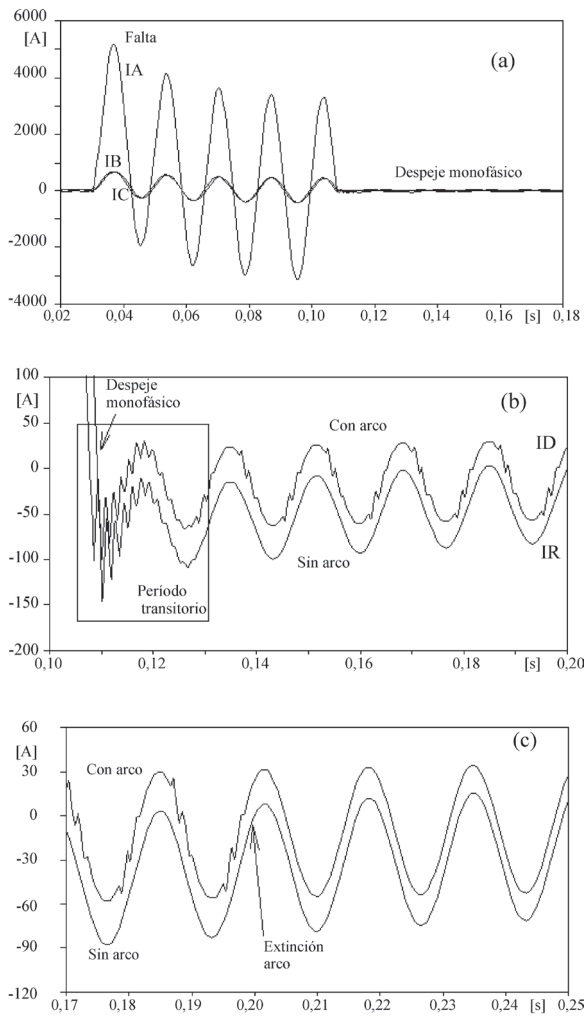 6000
[A]
4000
2000
0
-2000
-4000
Falta
IA
IB
IC
(a)
Despeje monofásico
0,02
0,04
0,06
0,08
0,10
0,12
0,14
[s]
0,16
0,18
100
[A]
50
0
-50
-100
-150
-200
Despeje
monofásico
Con arco
(b)
ID
Sin arco
IR
Período
transitorio
0,10
0,12
0,14
0,16
0,18
[s]
0,20
60
[A]
30
0
-30
-60
-90
-120
(c)
Con arco
Sin arco
Extinción
arco
0,17
0,18
0,19
0,20
0,21
0,22
0,23
[s]
0,24
0,25